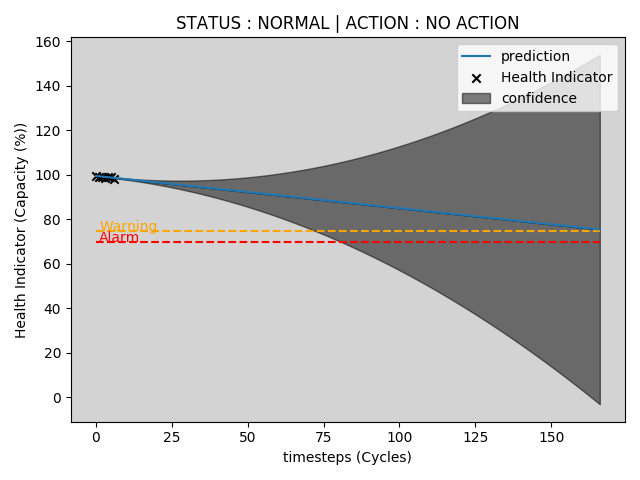 STATUS : NORMAL | ACTION : NO ACTION
160
140
120
100
80
60
40
20
0
Health Indicator (Capacity (%))
prediction
Health Indicator
confidence
Warning
Alarm
0 25 50 75 100 125 150
timesteps (Cycles)